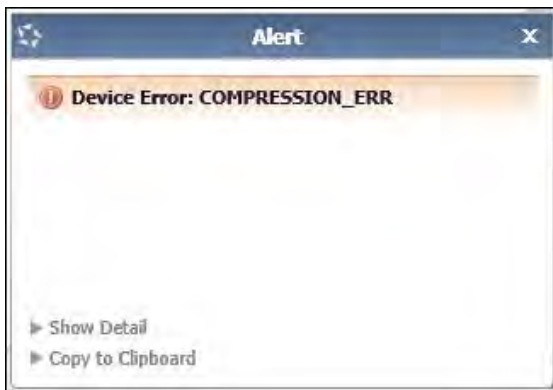 Alert
X
Device Error: COMPRESSION_ERR
Show Detail
Copy to Clipboard